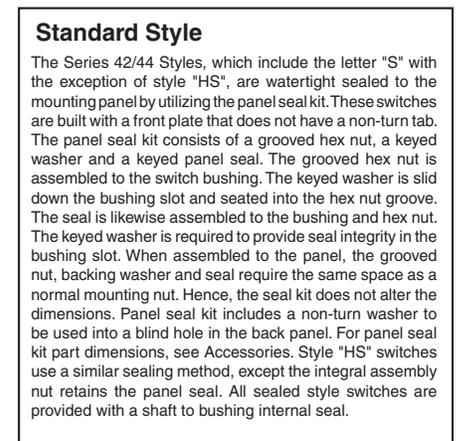 Standard Style
The Series 42/44 Styles, which include the letter "S" with
the exception of style "HS", are watertight sealed to the
mounting panel by utilizing the panel seal kit. These switches
are built with a front plate that does not have a non-turn tab.
The panel seal kit consists of a grooved hex nut, a keyed
washer and a keyed panel seal. The grooved hex nut is
assembled to the switch bushing. The keyed washer is slid
down the bushing slot and seated into the hex nut groove.
The seal is likewise assembled to the bushing and hex nut.
The keyed washer is required to provide seal integrity in the
bushing slot. When assembled to the panel, the grooved
nut, backing washer and seal require the same space as a
normal mounting nut. Hence, the seal kit does not alter the
dimensions. Panel seal kit includes a non-turn washer to
be used into a blind hole in the back panel. For panel seal
kit part dimensions, see Accessories. Style "HS" switches
use a similar sealing method, except the integral assembly
nut retains the panel seal. All sealed style switches are
provided with a shaft to bushing internal seal.